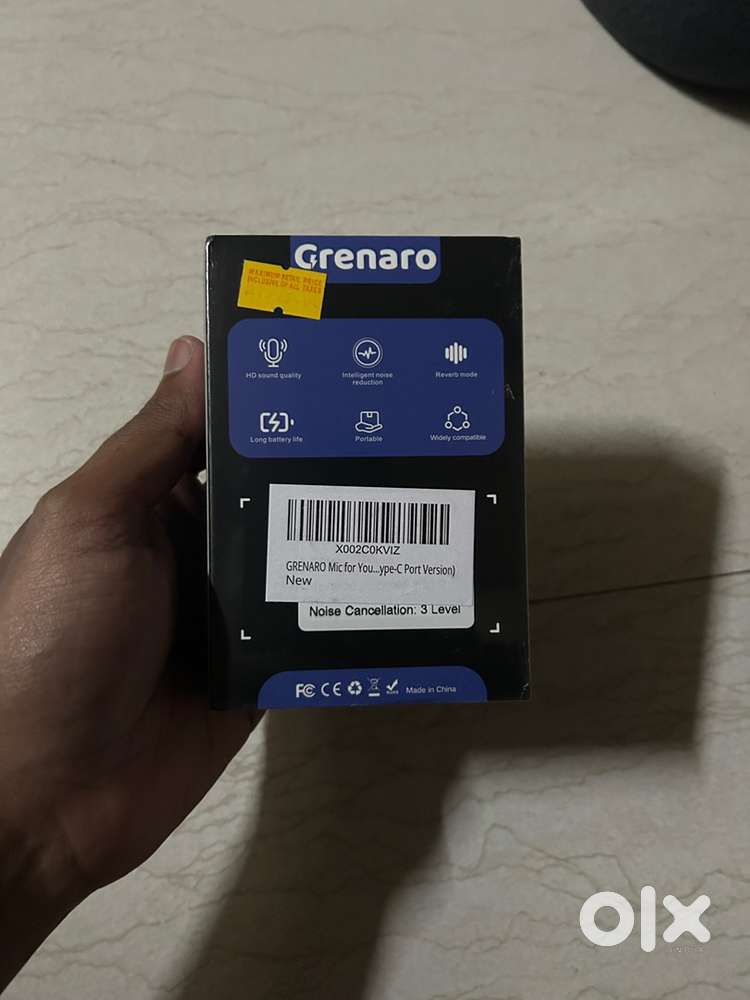 Grenaro
MAXIMUM RETAIL PRICE
INCLUSIVE OF ALL TAXES
HD sound quality
Intelligent noise
reduction
Reverb mode
Long battery life
Portable
Widely compatible
X002C0KVIZ
GRENARO Mic for You...ype-C Port Version)
New
Noise Cancellation: 3 Level
FC CE RoHS Made in China
olx